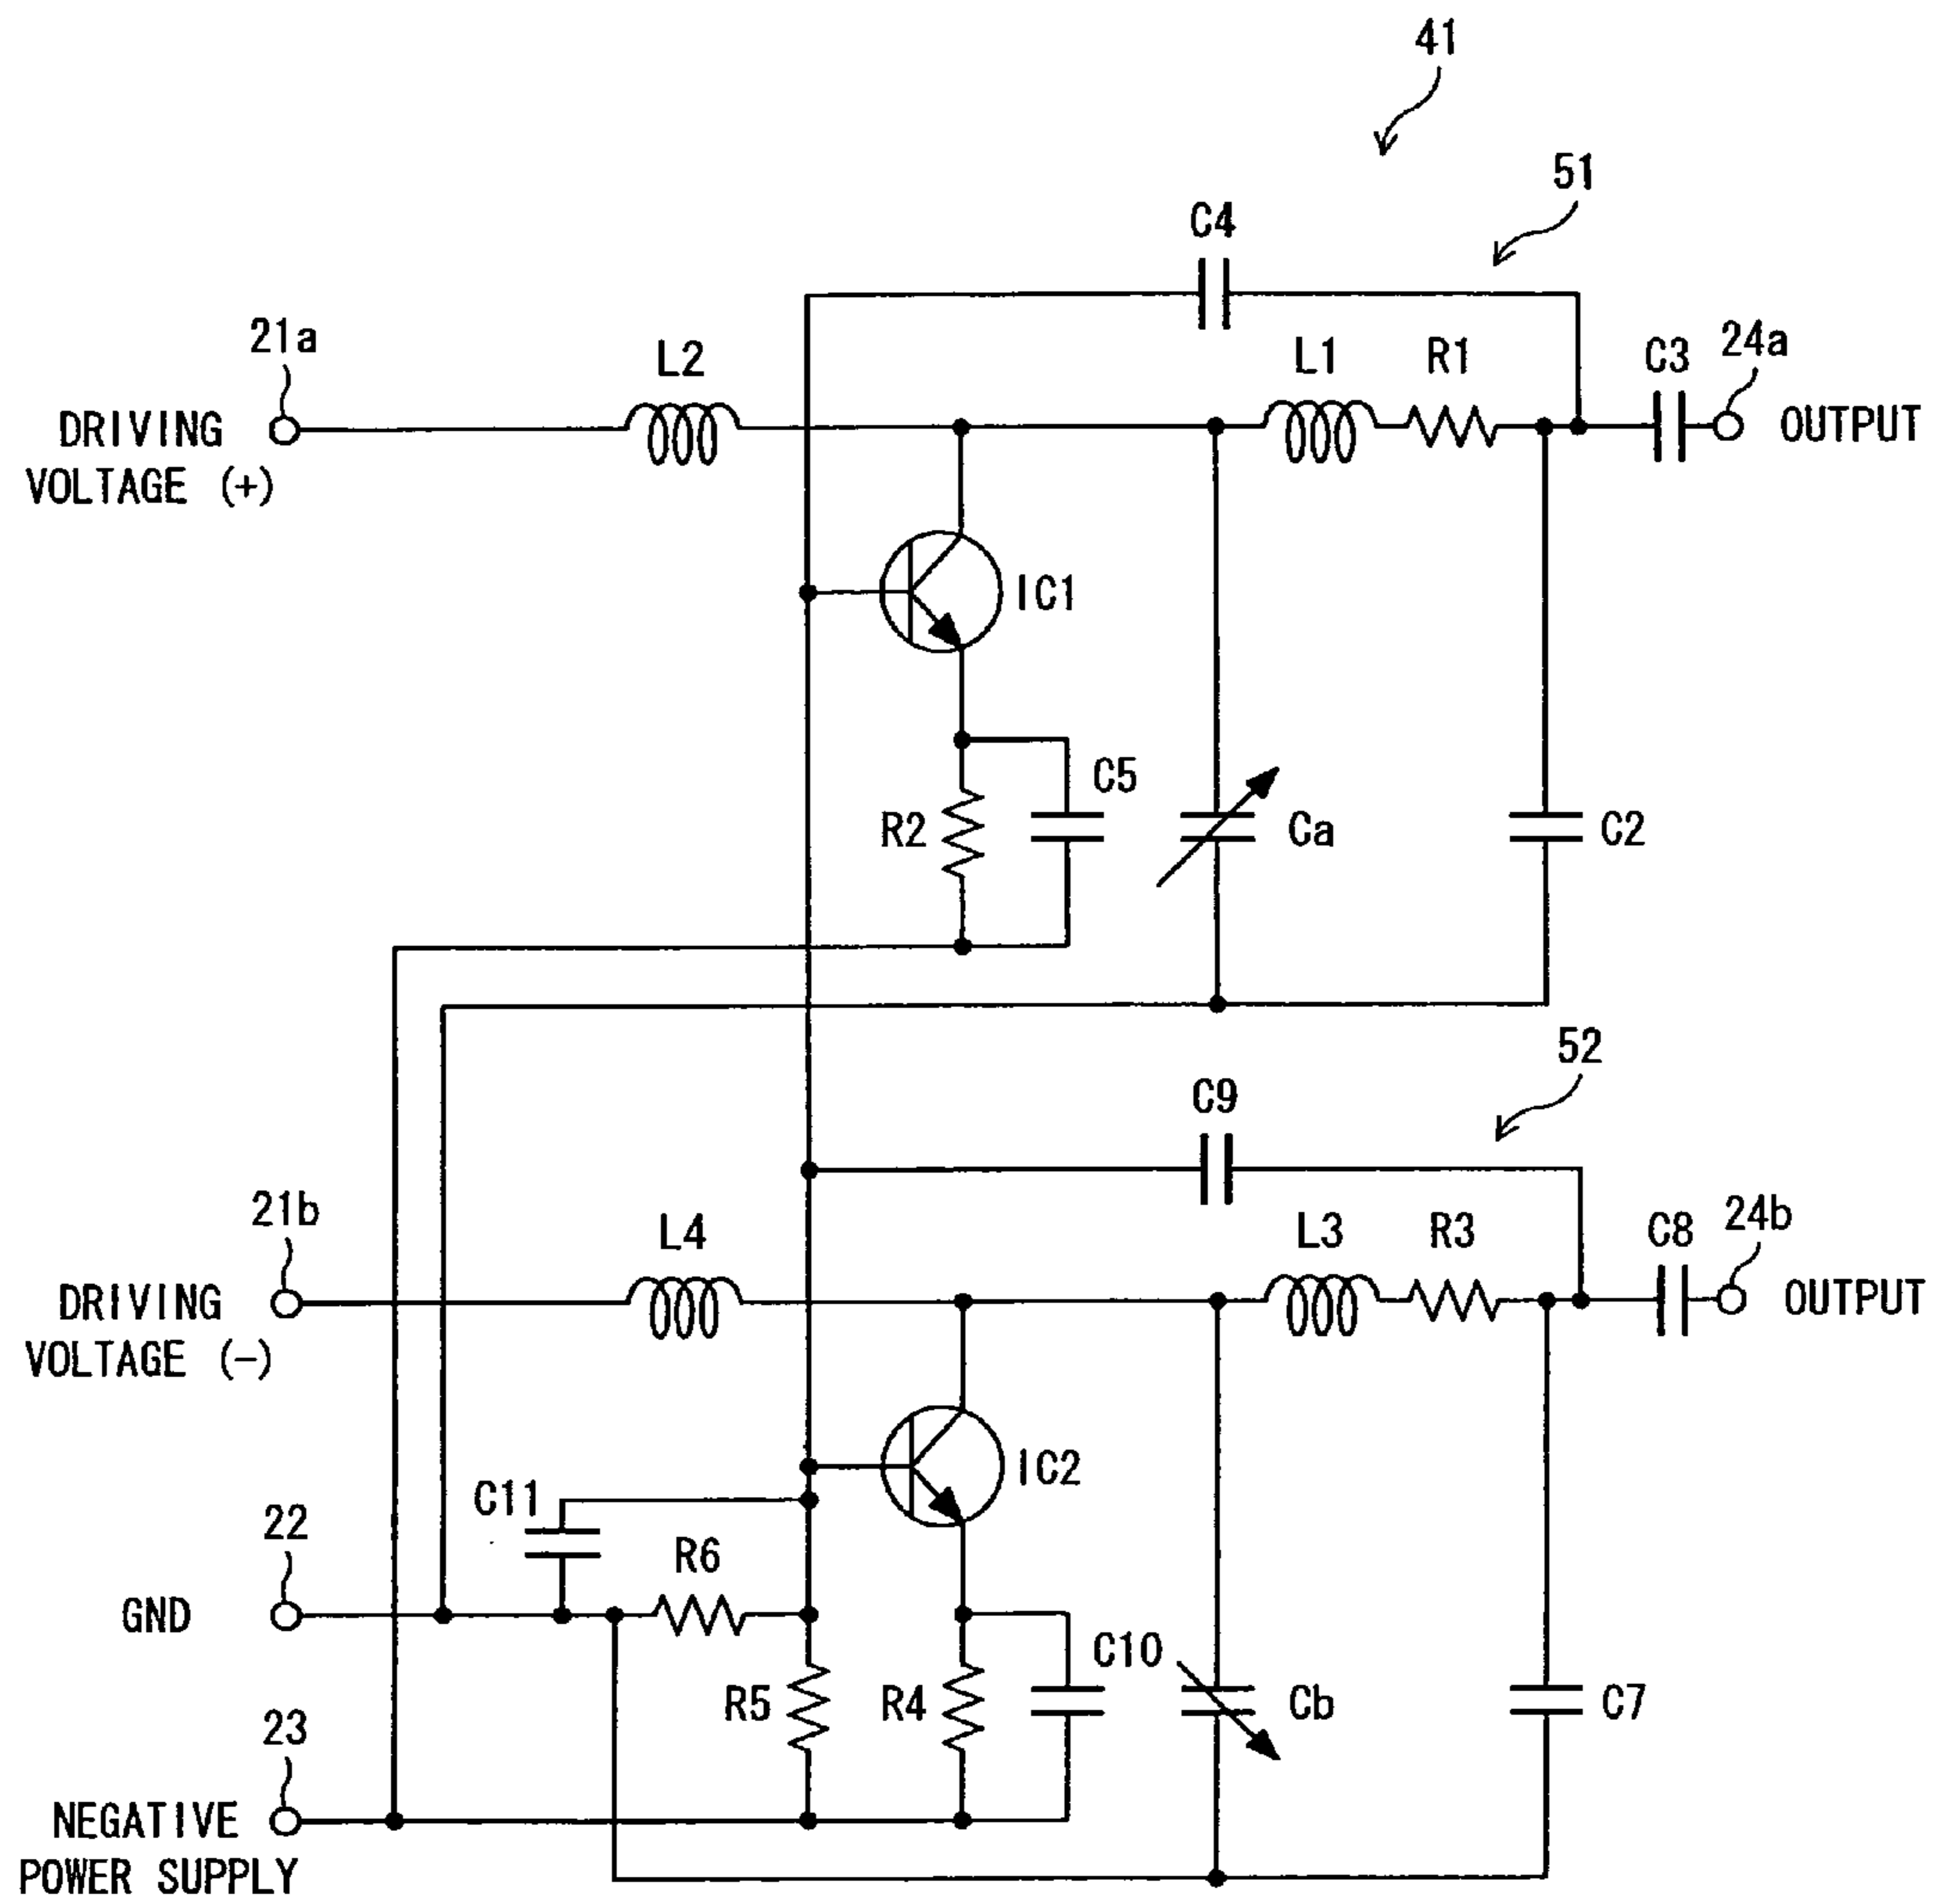 41
51
C4
21a
L2
L1
R1
C3
24a
DRIVING
VOLTAGE (+)
OUTPUT
IC1
C5
R2
Ca
C2
52
C9
21b
L4
L3
R3
C8
24b
DRIVING
VOLTAGE (-)
OUTPUT
IC2
C11
22
R6
GND
C10
R5
R4
Cb
C7
23
NEGATIVE
POWER SUPPLY